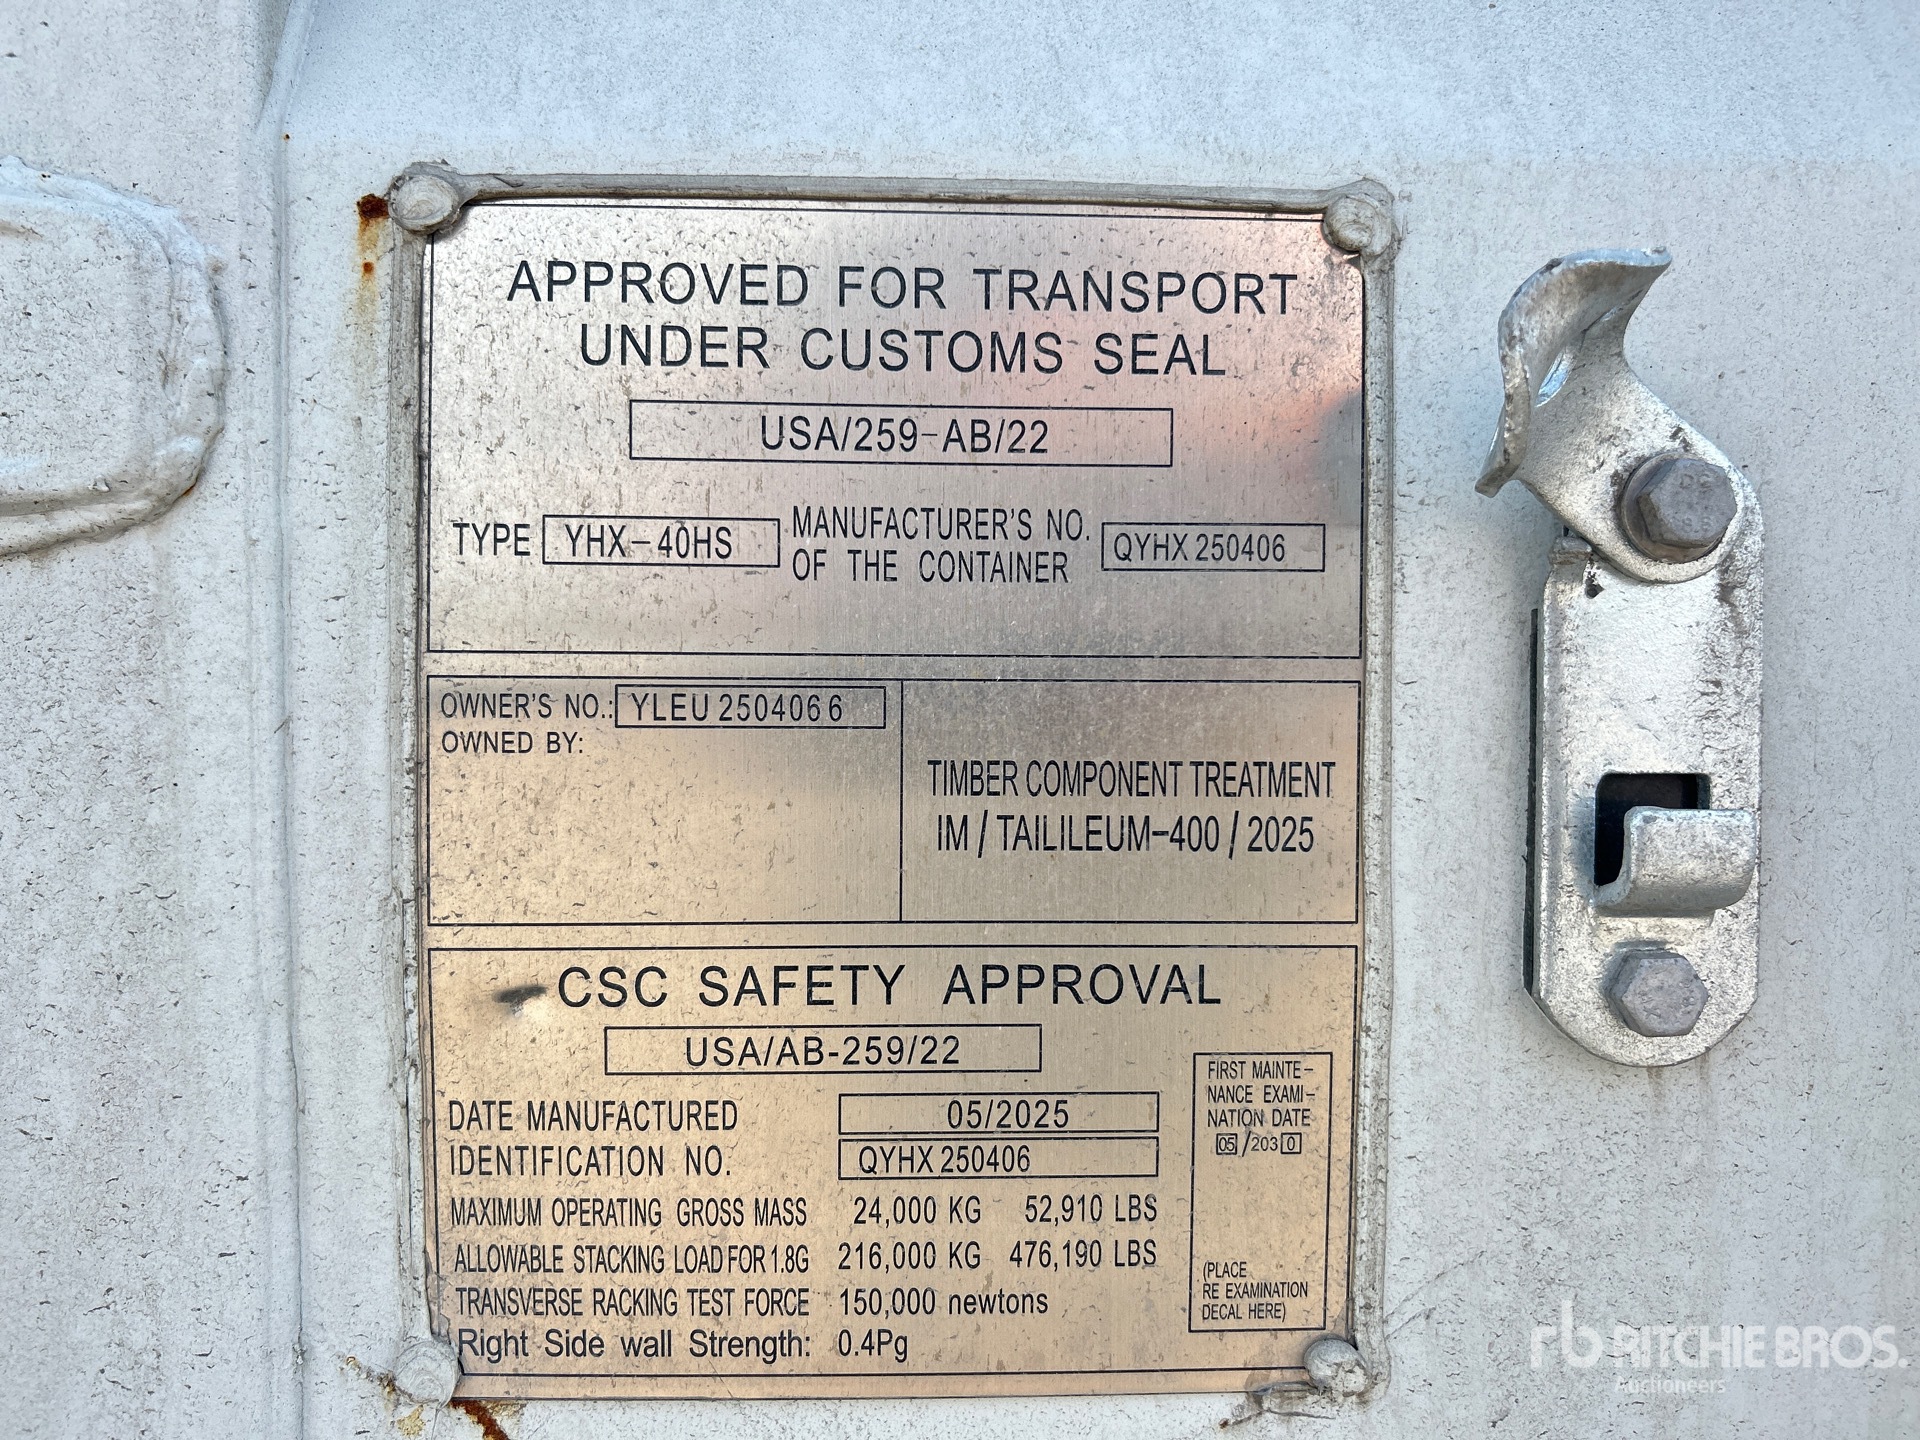 APPROVED FOR TRANSPORT
UNDER CUSTOMS SEAL
USA/259-AB/22
TYPE YHX-40HS MANUFACTURER'S NO. OF THE CONTAINER QYHX 250406
OWNER'S NO.: YLEU 250406 6
OWNED BY:
TIMBER COMPONENT TREATMENT
IM / TAILILEUM-400 / 2025
CSC SAFETY APPROVAL
USA/AB-259/22
DATE MANUFACTURED 05/2025
IDENTIFICATION NO. QYHX 250406
MAXIMUM OPERATING GROSS MASS 24,000 KG 52,910 LBS
ALLOWABLE STACKING LOAD FOR 1.8G 216,000 KG 476,190 LBS
TRANSVERSE RACKING TEST FORCE 150,000 newtons
Right Side wall Strength: 0.4Pg
FIRST MAINTE-
NANCE EXAMI-
NATION DATE
05/2030
(PLACE
RE EXAMINATION
DECAL HERE)
rb RITCHIE BROS.
Auctioneers